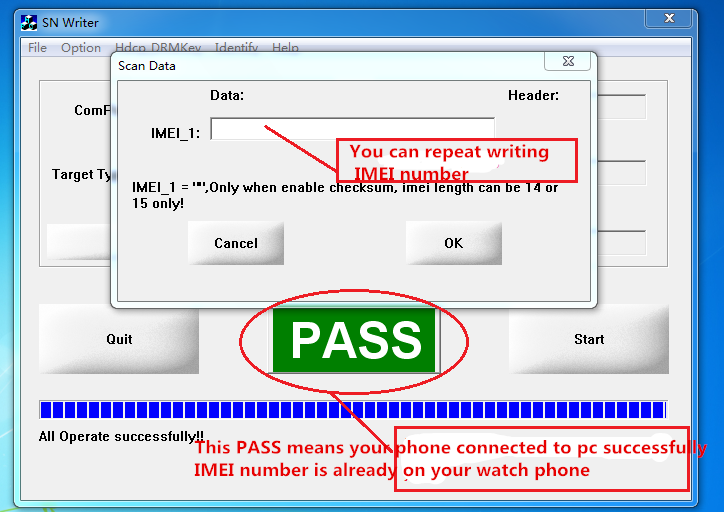 SN Writer
File Option Hdcp_DRMKey Identify Help
Scan Data
Data: Header:
ComP
IMEI_1:
You can repeat writing
IMEI number
Target Ty
IMEI_1 = "",Only when enable checksum, imei length can be 14 or
15 only!
Cancel OK
Quit PASS Start
All Operate successfully!!
This PASS means your phone connected to pc successfully
IMEI number is already on your watch phone